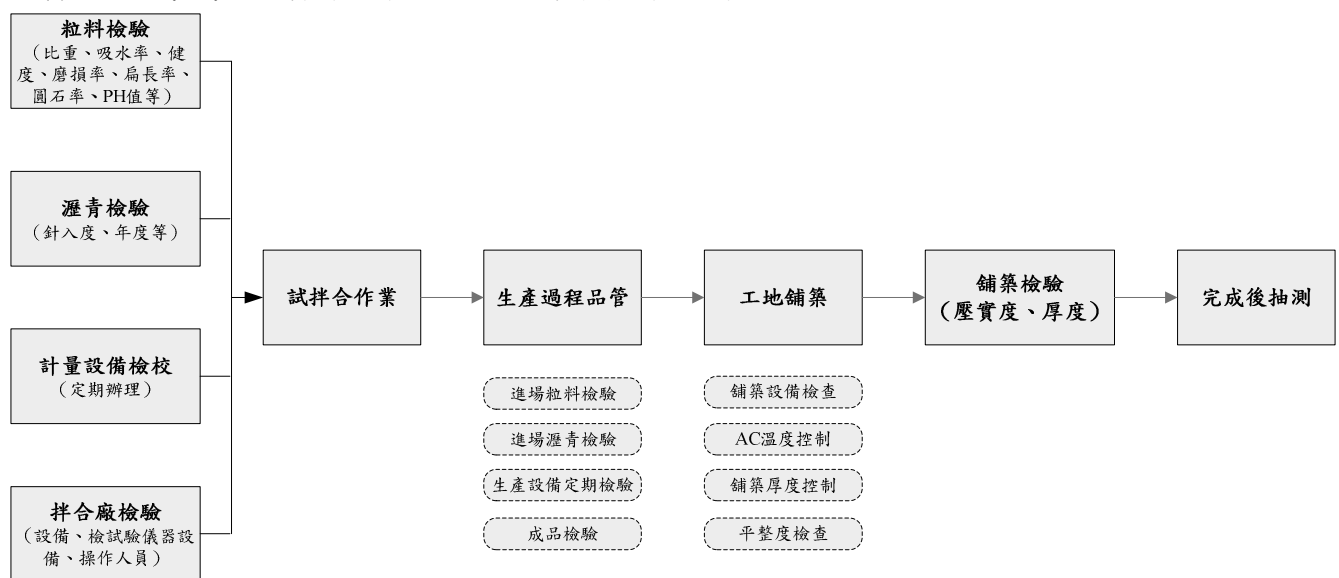 粒料檢驗
（比重、吸水率、健
度、磨損率、扁長率、
圓石率、PH值等）
瀝青檢驗
（針入度、年度等）
計量設備檢校
（定期辦理）
拌合廠檢驗
（設備、檢試驗儀器設
備、操作人員）
試拌合作業
生產過程品管
進場粒料檢驗
進場瀝青檢驗
生產設備定期檢驗
成品檢驗
工地舖築
舖築設備檢查
AC溫度控制
舖築厚度控制
平整度檢查
舖築檢驗
（壓實度、厚度）
完成後抽測